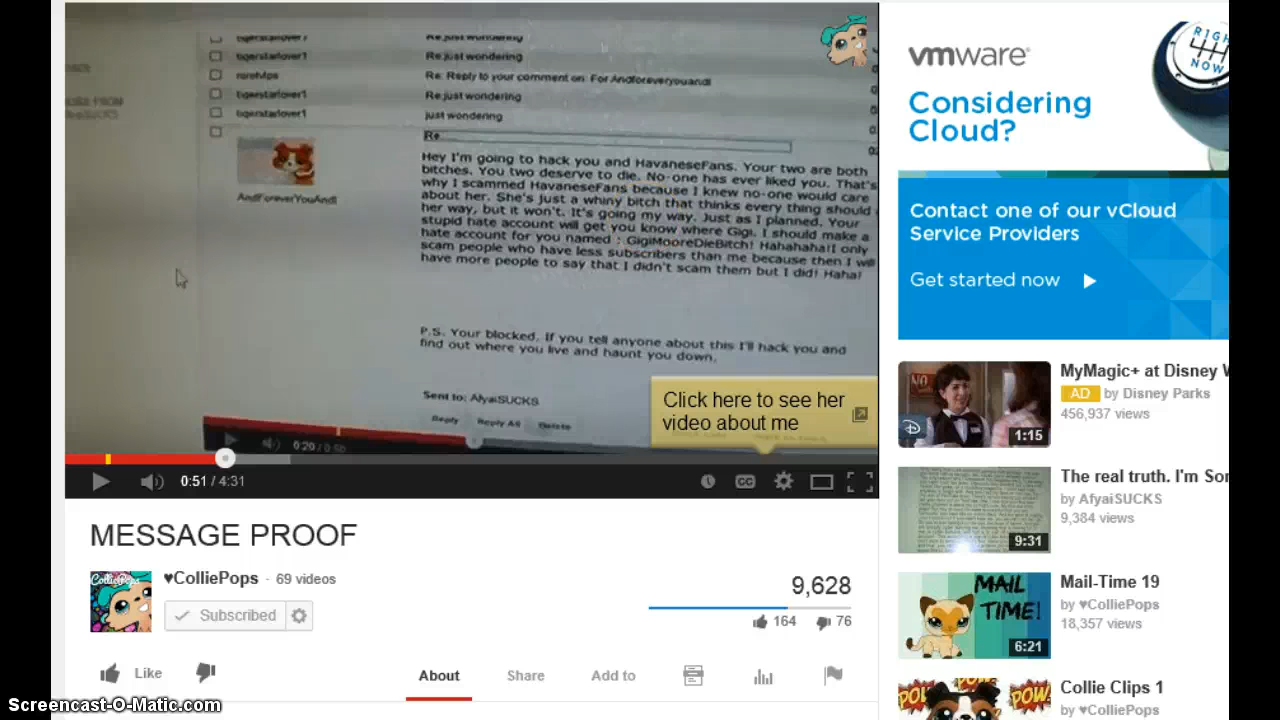 tigerstarlover1
Re:just wondering
tigerstarlover1
Re:just wondering
rorohlps
Re: Reply to your comment on: For Andforeveryouandi
tigerstarlover1
Re:just wondering
tigerstarlover1
just wondering
Re
AndForeverYouAndI
Hey I'm going to hack you and HavaneseFans. Your two are both
bitches. You two deserve to die. No-one has ever liked you. That's
why I scammed HavaneseFans because I knew no-one would care
about her. She's just a whiny bitch that thinks every thing should
her way, but it won't. It's going my way. Just as I planned. Your
stupid hate account will get you know where Gigi. I should make a
hate account for you named : GigiMooreDieBitch! Hahahaha!I only
scam people who have less subscribers than me because then I will
have more people to say that I didn't scam them but I did! Haha!
P.S. Your blocked. If you tell anyone about this I'll hack you and
find out where you live and haunt you down.
Sent to: AfyaiSUCKS
Reply Reply All Delete
Click here to see her
video about me
0:20 / 0:50
0:51 / 4:31
CC
MESSAGE PROOF
ColliePops
♥ColliePops · 69 videos
Subscribed
9,628
164 76
Like
About Share Add to
vmware®
RIGH
NOW
Considering
Cloud?
Contact one of our vCloud
Service Providers
Get started now
NO
MyMagic+ at Disney W
AD by Disney Parks
456,937 views
1:15
The real truth. I'm Sor
by AfyaiSUCKS
9,384 views
9:31
MAIL
TIME!
Mail-Time 19
by ♥ColliePops
18,357 views
6:21
POW POW
Collie Clips 1
by ♥ColliePops
Screencast-O-Matic.com